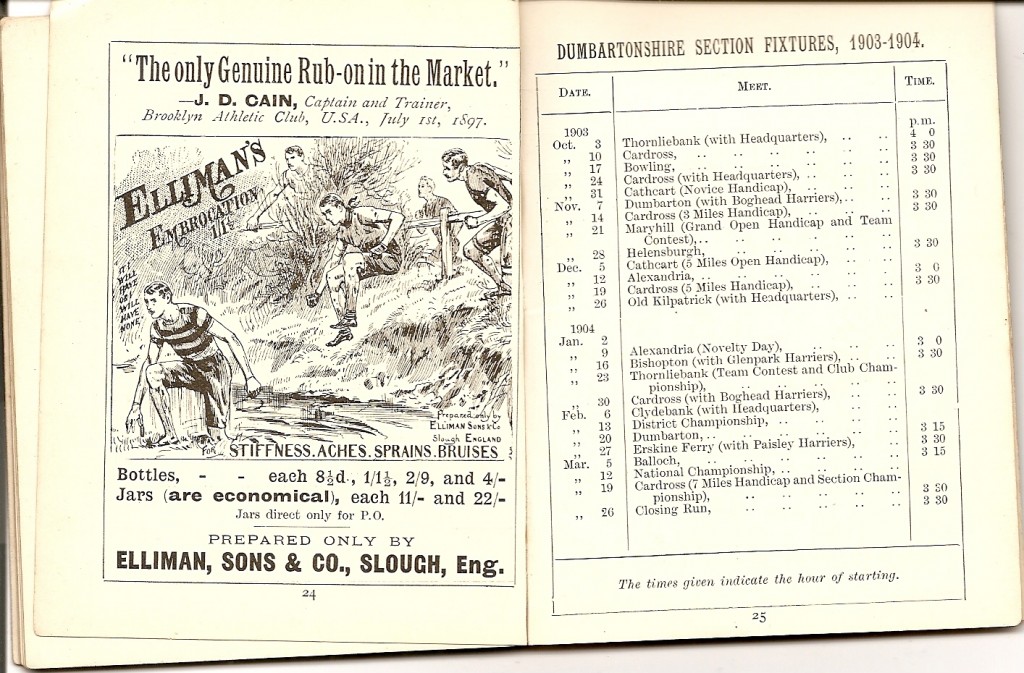 "The only Genuine Rub-on in the Market."
—J. D. CAIN, Captain and Trainer,
Brooklyn Athletic Club, U.S.A., July 1st, 1897.
ELLIMAN'S
EMBROCATION
1/1½
IT I
WILL
HAVE
OR I
WILL
HAVE
NONE
Prepared only by
ELLIMAN SONS & Co
Slough ENGLAND
FOR STIFFNESS. ACHES. SPRAINS. BRUISES
Bottles, - - each 8½d., 1/1½, 2/9, and 4/-
Jars (are economical), each 11/- and 22/-
Jars direct only for P.O.
PREPARED ONLY BY
ELLIMAN, SONS & CO., SLOUGH, Eng.
24
DUMBARTONSHIRE SECTION FIXTURES, 1903-1904.
DATE. MEET. TIME.
1903 p.m.
Oct. 3 Thornliebank (with Headquarters), .. .. 4 0
,, 10 Cardross, .. .. .. .. .. 3 30
,, 17 Bowling, .. .. .. .. .. 3 30
,, 24 Cardross (with Headquarters), .. .. 3 30
,, 31 Cathcart (Novice Handicap), .. ..
Nov. 7 Dumbarton (with Boghead Harriers), .. .. 3 30
,, 14 Cardross (3 Miles Handicap), .. .. 3 30
,, 21 Maryhill (Grand Open Handicap and Team
Contest), .. .. .. .. ..
,, 28 Helensburgh, .. .. .. .. 3 30
Dec. 5 Cathcart (5 Miles Open Handicap), .. ..
,, 12 Alexandria, .. .. .. .. .. 3 0
,, 19 Cardross (5 Miles Handicap), .. .. 3 30
,, 26 Old Kilpatrick (with Headquarters), .. ..
1904
Jan. 2
,, 9 Alexandria (Novelty Day), .. .. .. 3 0
,, 16 Bishopton (with Glenpark Harriers), .. .. 3 30
,, 23 Thornliebank (Team Contest and Club Cham-
pionship), .. .. .. .. ..
,, 30 Cardross (with Boghead Harriers), .. .. 3 30
Feb. 6 Clydebank (with Headquarters), .. ..
,, 13 District Championship, .. .. ..
,, 20 Dumbarton, .. .. .. .. .. 3 15
,, 27 Erskine Ferry (with Paisley Harriers), .. 3 30
Mar. 5 Balloch, .. .. .. .. .. 3 15
,, 12 National Championship, .. .. ..
,, 19 Cardross (7 Miles Handicap and Section Cham-
pionship), .. .. .. .. .. 3 30
,, 26 Closing Run, .. .. .. .. 3 30
The times given indicate the hour of starting.
25